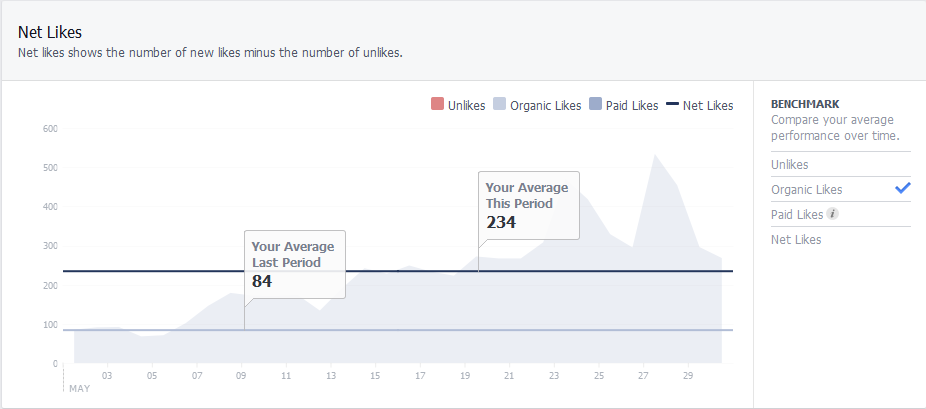 Net Likes
Net likes shows the number of new likes minus the number of unlikes.
Unlikes Organic Likes Paid Likes Net Likes
600
500
400
300
200
100
0
Your Average
Last Period
84
Your Average
This Period
234
03 05 07 09 11 13 15 17 19 21 23 25 27 29
MAY
BENCHMARK
Compare your average
performance over time.
Unlikes
Organic Likes
Paid Likes i
Net Likes